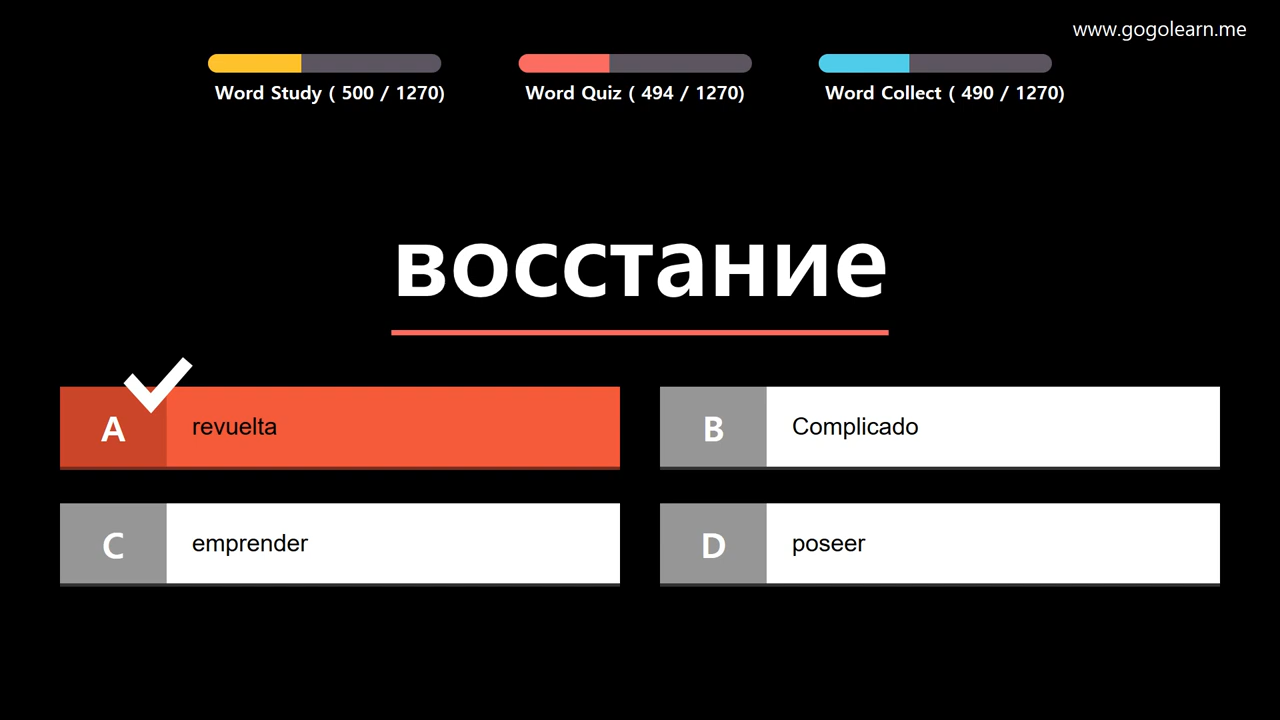 www.gogolearn.me
Word Study ( 500 / 1270)
Word Quiz ( 494 / 1270)
Word Collect ( 490 / 1270)
восстание
A revuelta
B Complicado
C emprender
D poseer